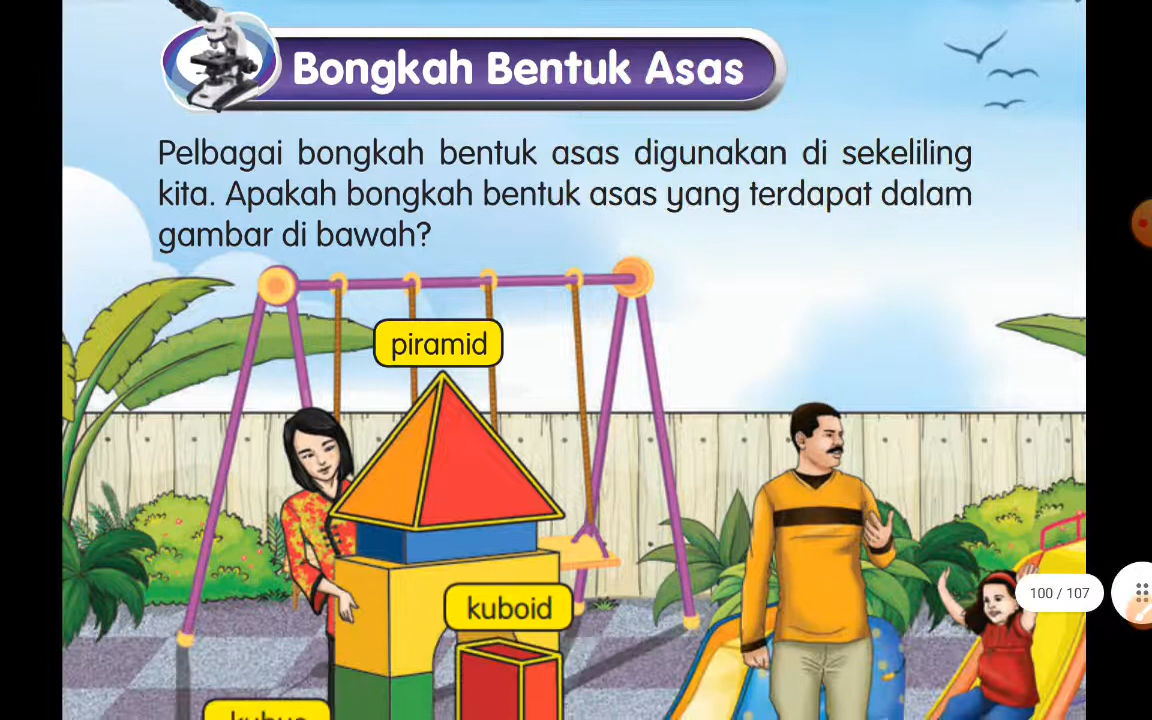 Bongkah Bentuk Asas
Pelbagai bongkah bentuk asas digunakan di sekeliling
kita. Apakah bongkah bentuk asas yang terdapat dalam
gambar di bawah?
piramid
kuboid
100 / 107
kubus